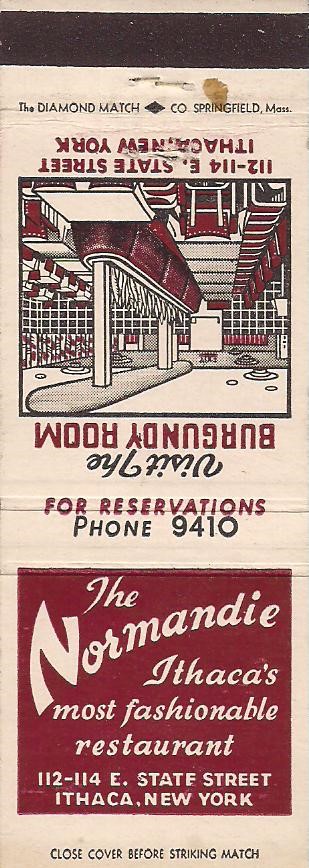 The DIAMOND MATCH CO. SPRINGFIELD, Mass.
Visit The
BURGUNDY ROOM
112-114 E. STATE STREET
ITHACA, NEW YORK
FOR RESERVATIONS
PHONE 9410
The
Normandie
Ithaca's
most fashionable
restaurant
112-114 E. STATE STREET
ITHACA, NEW YORK
CLOSE COVER BEFORE STRIKING MATCH